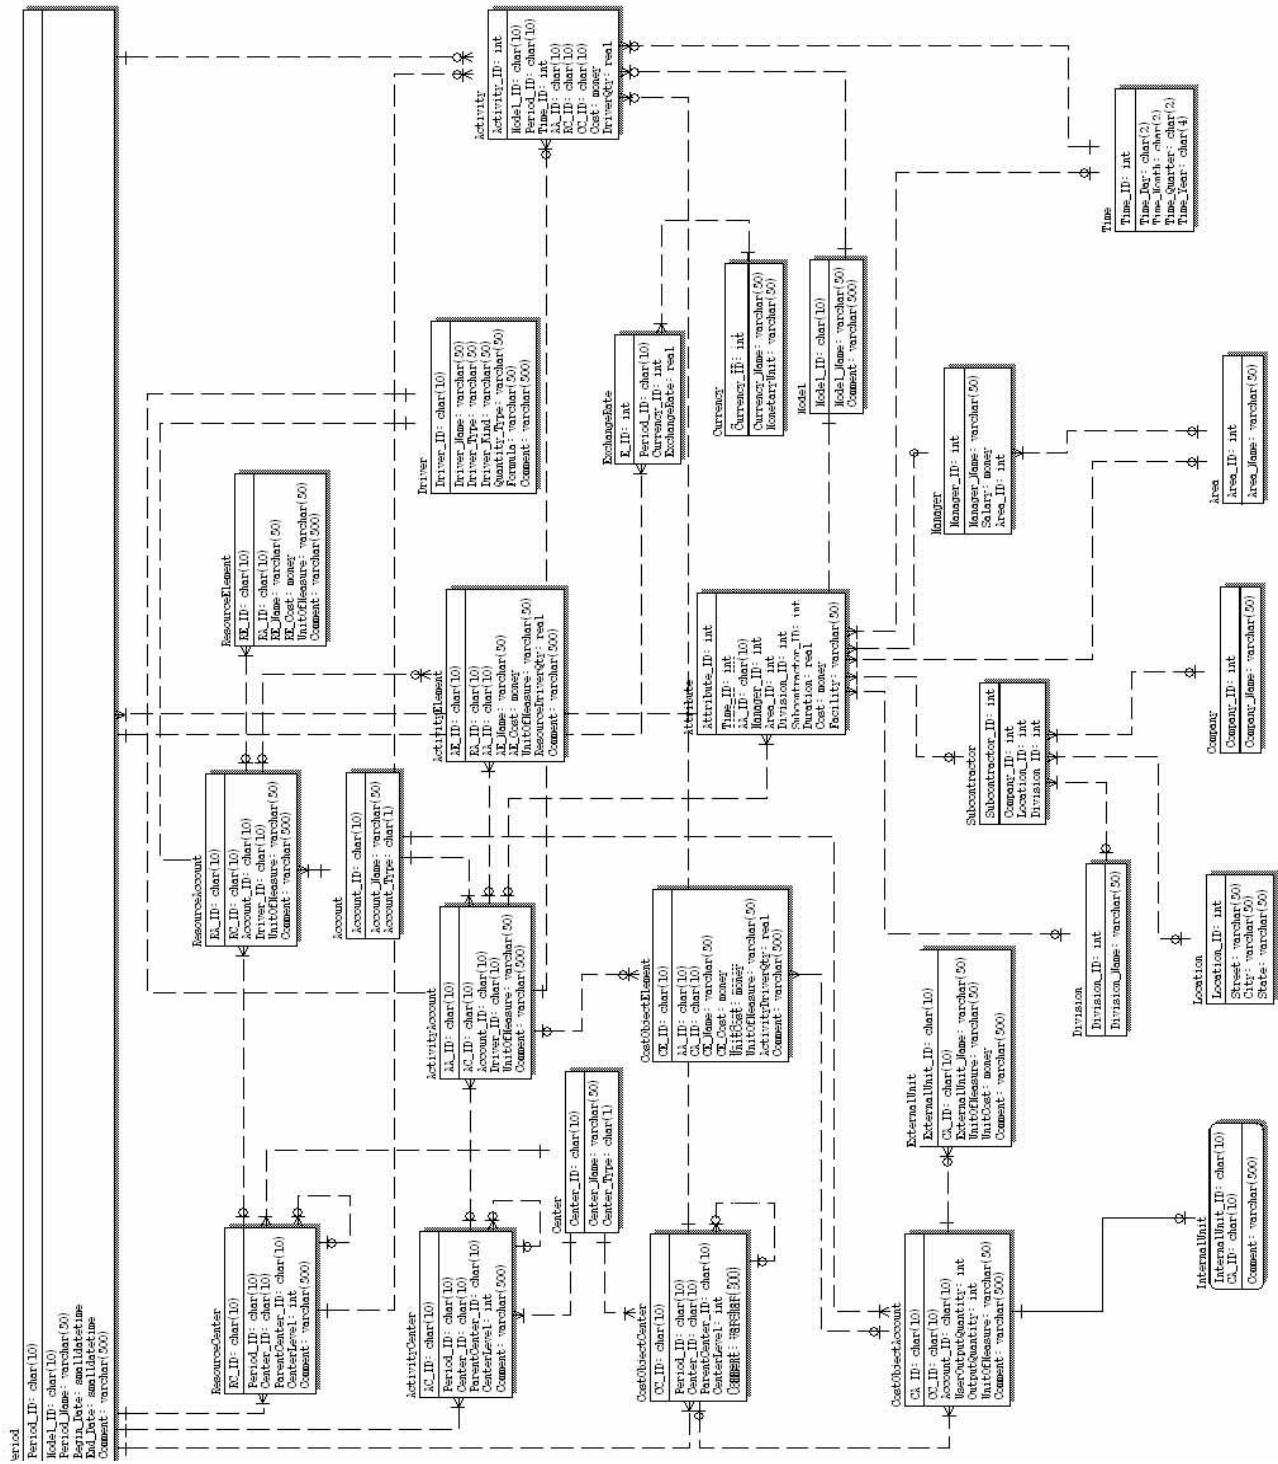 eriod
Period_ID: char(10)
Model_ID: char(10)
Period_Name: varchar(50)
Begin_Date: smalldatetime
End_Date: smalldatetime
Comment: varchar(500)
ResourceCenter
RC_ID: char(10)
Period_ID: char(10)
Center_ID: char(10)
ParentCenter_ID: char(10)
CenterLevel: int
Comment: varchar(500)
ResourceAccount
RA_ID: char(10)
RC_ID: char(10)
Account_ID: char(10)
Driver_ID: char(10)
UnitOfMeasure: varchar(50)
Comment: varchar(500)
ResourceElement
RE_ID: char(10)
RA_ID: char(10)
RE_Name: varchar(50)
RE_Cost: money
UnitOfMeasure: varchar(50)
Comment: varchar(500)
Account
Account_ID: char(10)
Account_Name: varchar(50)
Account_Type: char(1)
ActivityCenter
AC_ID: char(10)
Period_ID: char(10)
Center_ID: char(10)
ParentCenter_ID: char(10)
CenterLevel: int
Comment: varchar(500)
ActivityAccount
AA_ID: char(10)
AC_ID: char(10)
Account_ID: char(10)
Driver_ID: char(10)
UnitOfMeasure: varchar(50)
Comment: varchar(500)
ActivityElement
AE_ID: char(10)
RA_ID: char(10)
AA_ID: char(10)
AE_Name: varchar(50)
AE_Cost: money
UnitOfMeasure: varchar(50)
ResourceDriverQty: real
Comment: varchar(500)
Driver
Driver_ID: char(10)
Driver_Name: varchar(50)
Driver_Type: varchar(50)
Driver_Kind: varchar(50)
Quantity_Type: varchar(50)
Formula: varchar(50)
Comment: varchar(500)
Activity
Activity_ID: int
Model_ID: char(10)
Period_ID: char(10)
Time_ID: int
AA_ID: char(10)
RC_ID: char(10)
CC_ID: char(10)
Cost: money
DriverQty: real
Center
Center_ID: char(10)
Center_Name: varchar(50)
Center_Type: char(1)
CostObjectCenter
CC_ID: char(10)
Period_ID: char(10)
Center_ID: char(10)
ParentCenter_ID: char(10)
CenterLevel: int
Comment: varchar(500)
CostObjectElement
CE_ID: char(10)
AA_ID: char(10)
CA_ID: char(10)
CE_Name: varchar(50)
CE_Cost: money
UnitCost: money
UnitOfMeasure: varchar(50)
ActivityDriverQty: real
Comment: varchar(500)
Attribute
Attribute_ID: int
Time_ID: int
AA_ID: char(10)
Manager_ID: int
Area_ID: int
Division_ID: int
Subcontractor_ID: int
Duration: real
Cost: money
Facility: varchar(50)
ExchangeRate
E_ID: int
Period_ID: char(10)
Currency_ID: int
ExchangeRate: real
Currency
Currency_ID: int
Currency_Name: varchar(50)
MonetaryUnit: varchar(50)
Model
Model_ID: char(10)
Model_Name: varchar(50)
Comment: varchar(500)
CostObjectAccount
CA_ID: char(10)
CC_ID: char(10)
Account_ID: char(10)
UserOutputQuantity: int
OutputQuantity: int
UnitOfMeasure: varchar(50)
Comment: varchar(500)
ExternalUnit
ExternalUnit_ID: char(10)
CA_ID: char(10)
ExternalUnit_Name: varchar(50)
UnitOfMeasure: varchar(50)
UnitCost: money
Comment: varchar(500)
Subcontractor
Subcontractor_ID: int
Company_ID: int
Location_ID: int
Division_ID: int
Manager
Manager_ID: int
Manager_Name: varchar(50)
Salary: money
Area_ID: int
Division
Division_ID: int
Division_Name: varchar(50)
Time
Time_ID: int
Time_Day: char(2)
Time_Month: char(2)
Time_Quarter: char(2)
Time_Year: char(4)
InternalUnit
InternalUnit_ID: char(10)
CA_ID: char(10)
Comment: varchar(500)
Location
Location_ID: int
Street: varchar(50)
City: varchar(50)
State: varchar(50)
Company
Company_ID: int
Company_Name: varchar(50)
Area
Area_ID: int
Area_Name: varchar(50)